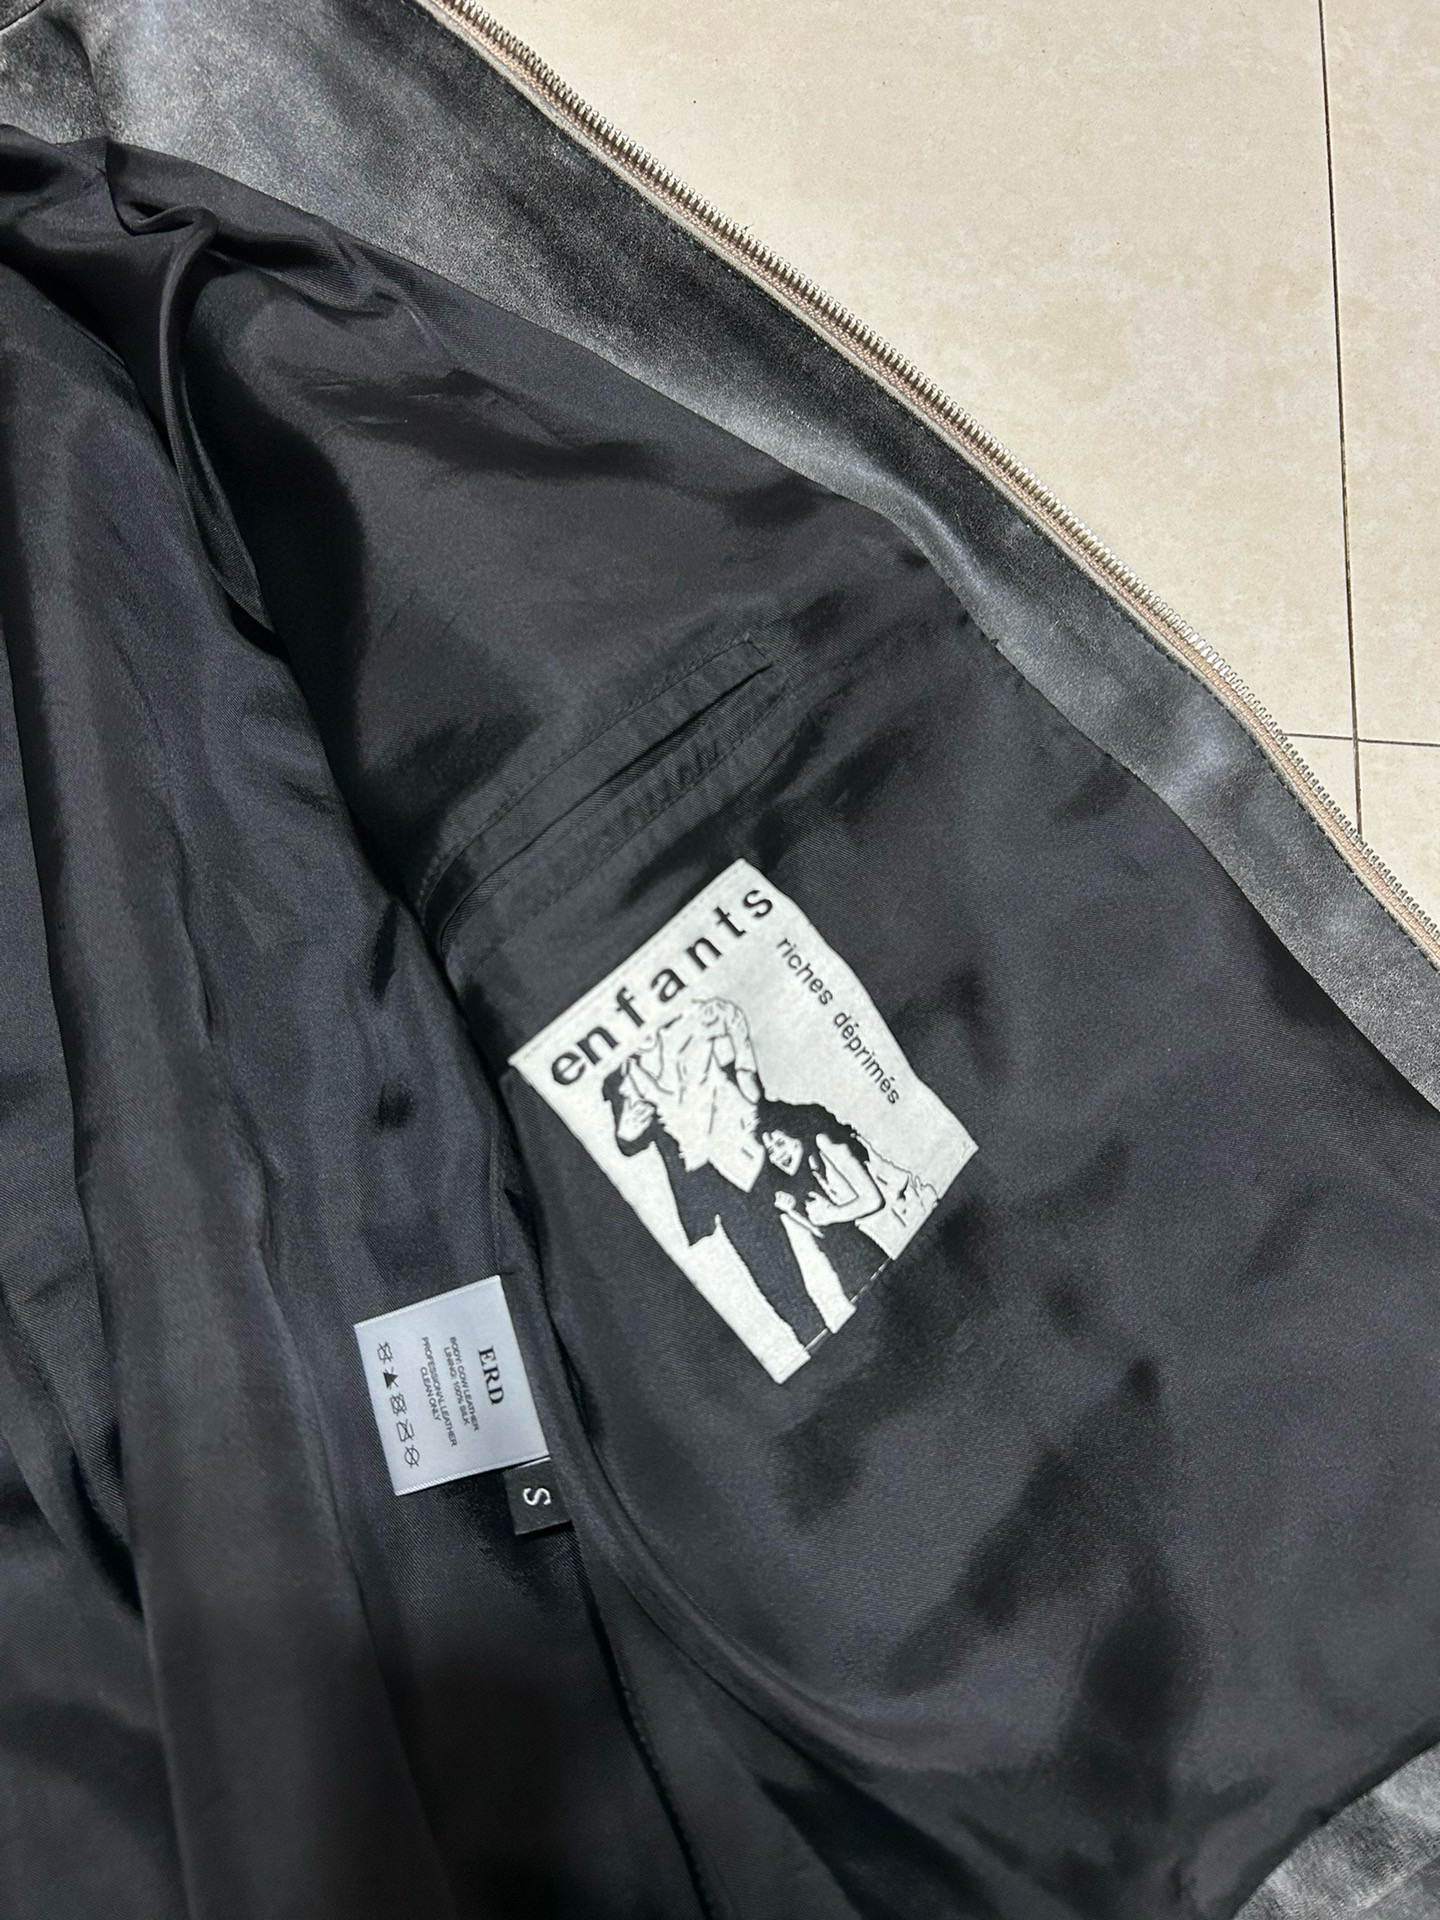 enfants
riches déprimés
ERD
BODY: COW LEATHER
LINING: 100% SILK
PROFESSIONAL LEATHER
CLEAN ONLY
S